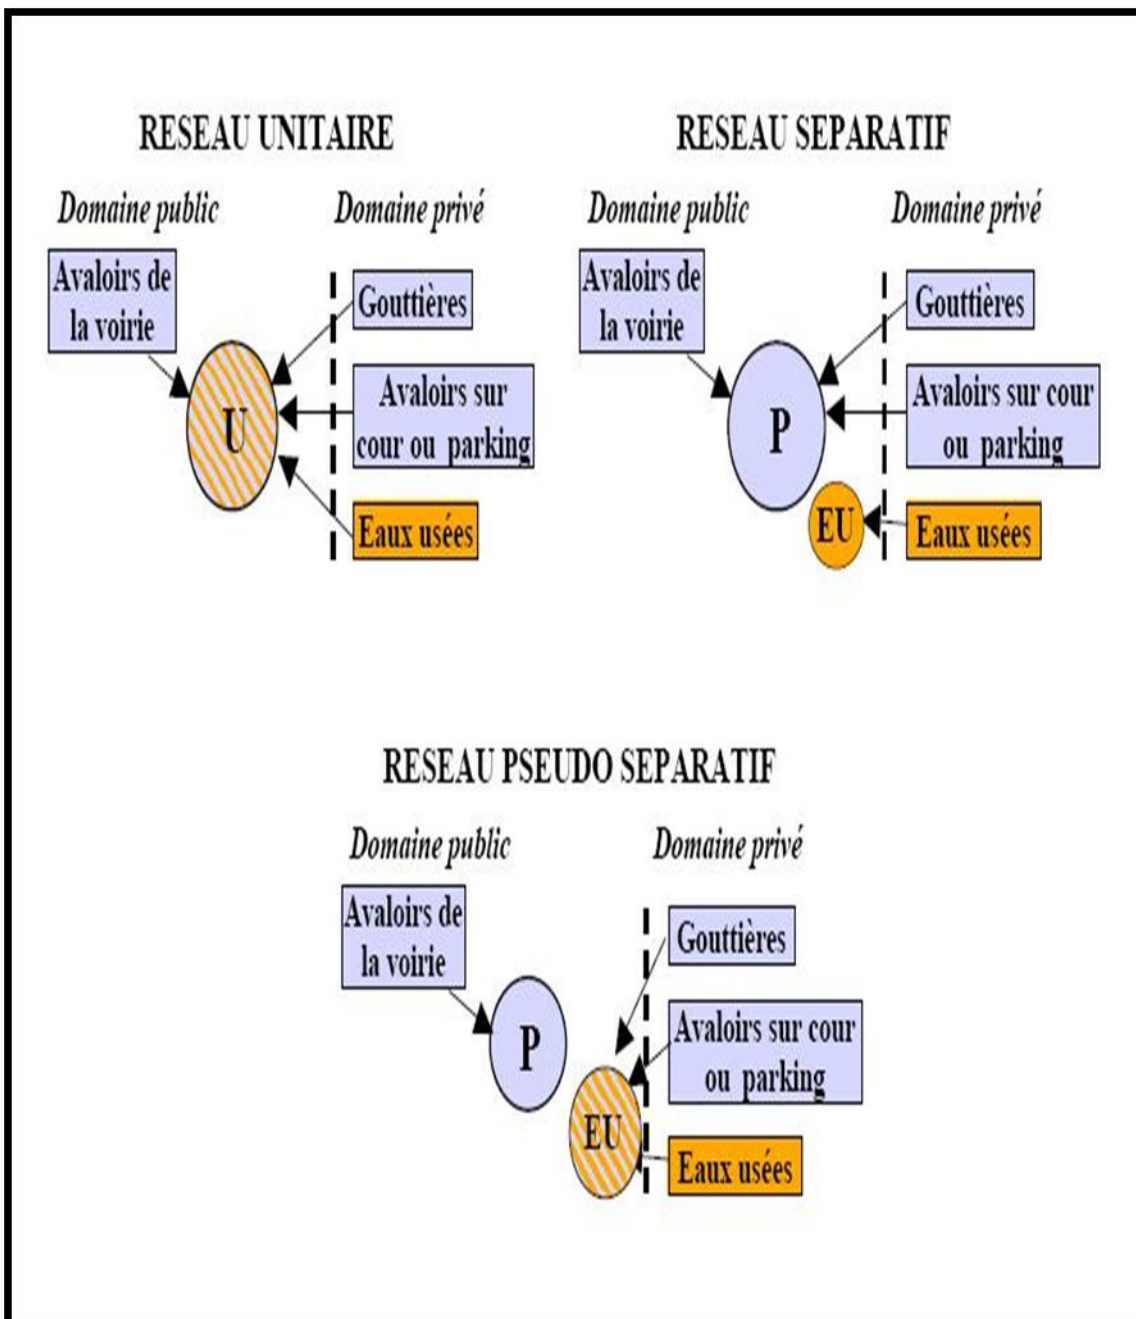 RESEAU UNITAIRE
Domaine public
Domaine privé
Avaloirs de
la voirie
Gouttières
Avaloirs sur
cour ou parking
Eaux usées
U
RESEAU SEPARATIF
Domaine public
Domaine privé
Avaloirs de
la voirie
Gouttières
Avaloirs sur cour
ou parking
Eaux usées
P
EU
RESEAU PSEUDO SEPARATIF
Domaine public
Domaine privé
Avaloirs de
la voirie
Gouttières
Avaloirs sur cour
ou parking
Eaux usées
P
EU